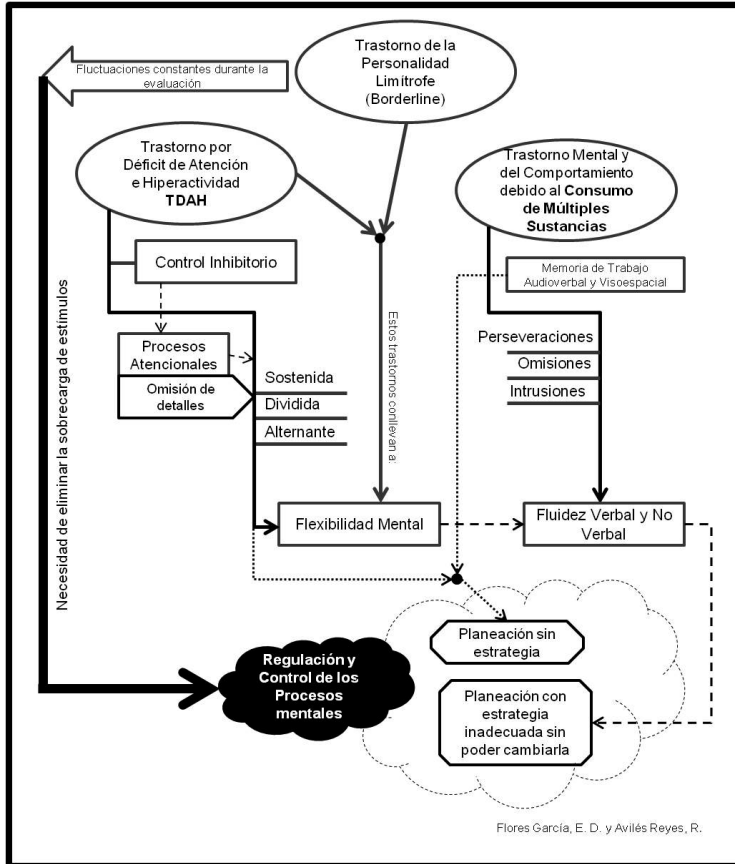 Fluctuaciones constantes durante la
evaluación
Trastorno de la
Personalidad
Limítrofe
(Borderline)
Trastorno por
Déficit de Atención
e Hiperactividad
TDAH
Trastorno Mental y
del Comportamiento
debido al Consumo
de Múltiples
Sustancias
Control Inhibitorio
Memoria de Trabajo
Audioverbal y Visoespacial
Procesos
Atencionales
Omisión de
detalles
Sostenida
Dividida
Alternante
Estos trastornos conllevan a:
Perseveraciones
Omisiones
Intrusiones
Necesidad de eliminar la sobrecarga de estímulos
Flexibilidad Mental
Fluidez Verbal y No
Verbal
Planeación sin
estrategia
Regulación y
Control de los
Procesos
mentales
Planeación con
estrategia
inadecuada sin
poder cambiarla
Flores García, E. D. y Avilés Reyes, R.